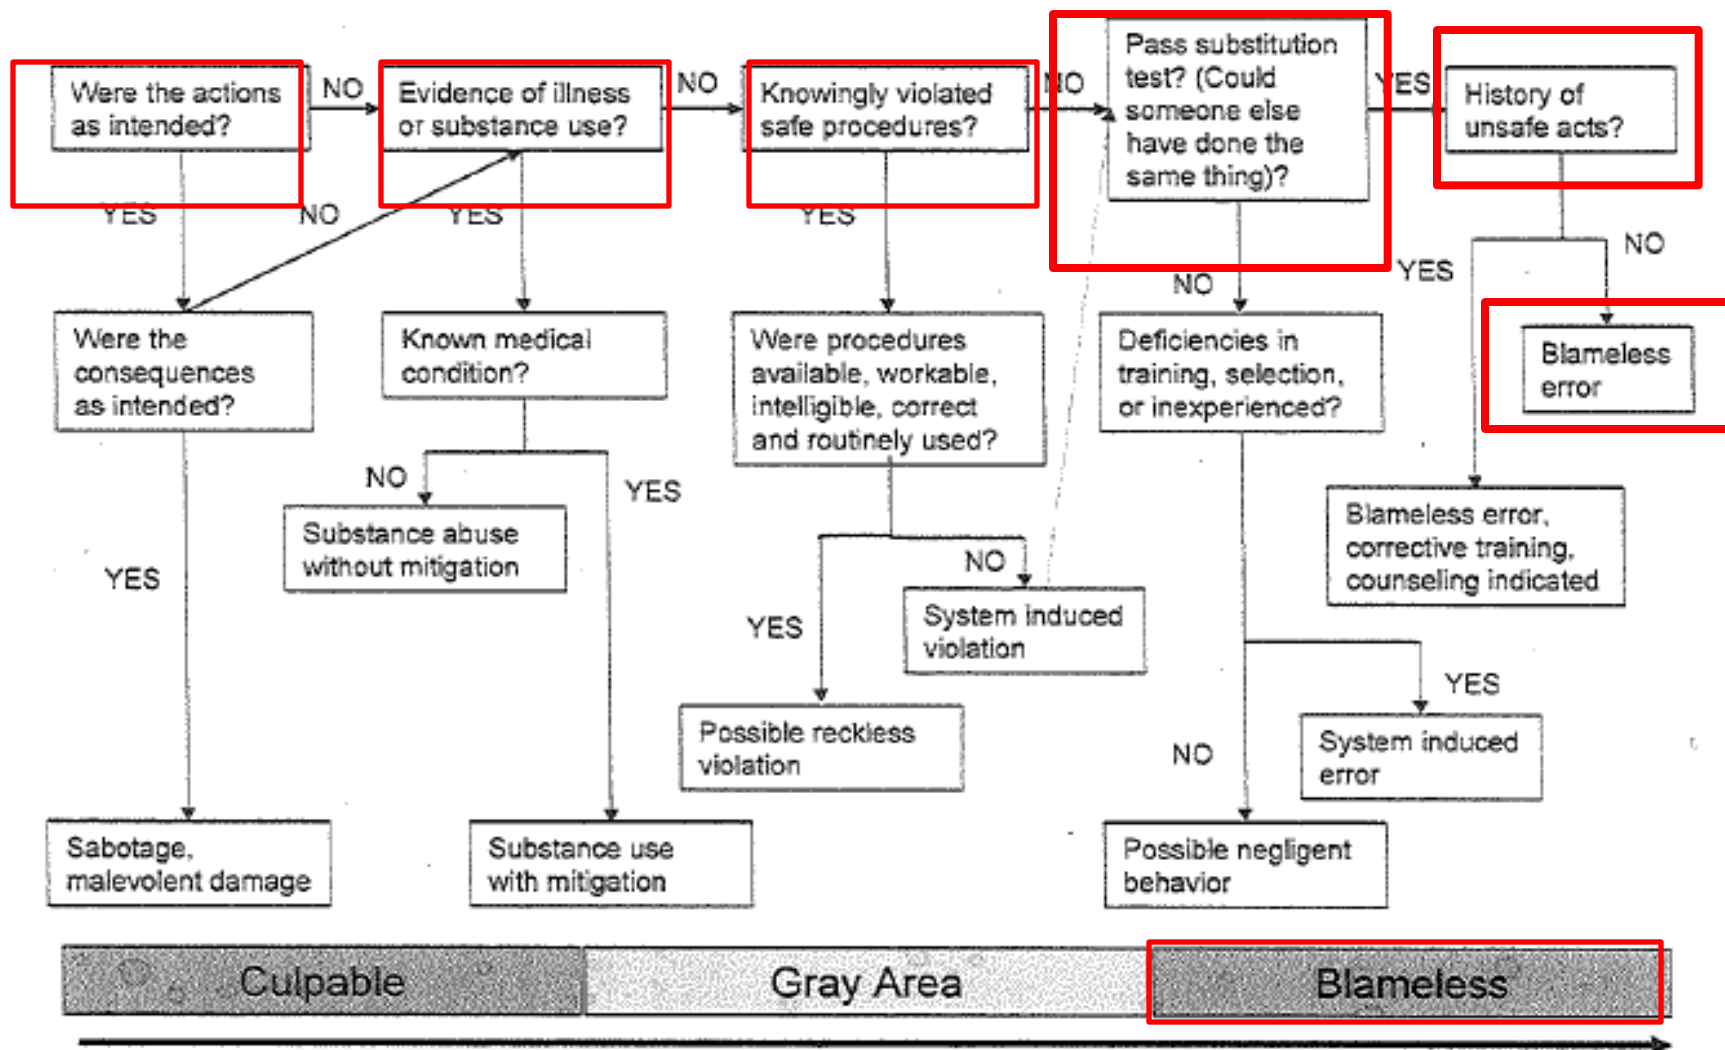 Were the actions
as intended?
NO
Evidence of illness
or substance use?
NO
Knowingly violated
safe procedures?
NO
Pass substitution
test? (Could
someone else
have done the
same thing)?
YES
History of
unsafe acts?
YES
NO
YES
YES
NO
YES
NO
Were the
consequences
as intended?
Known medical
condition?
Were procedures
available, workable,
intelligible, correct
and routinely used?
Deficiencies in
training, selection,
or inexperienced?
Blameless
error
NO
YES
Substance abuse
without mitigation
Blameless error,
corrective training,
counseling indicated
YES
NO
YES
System induced
violation
YES
Possible reckless
violation
NO
System induced
error
Sabotage,
malevolent damage
Substance use
with mitigation
Possible negligent
behavior
Culpable
Gray Area
Blameless